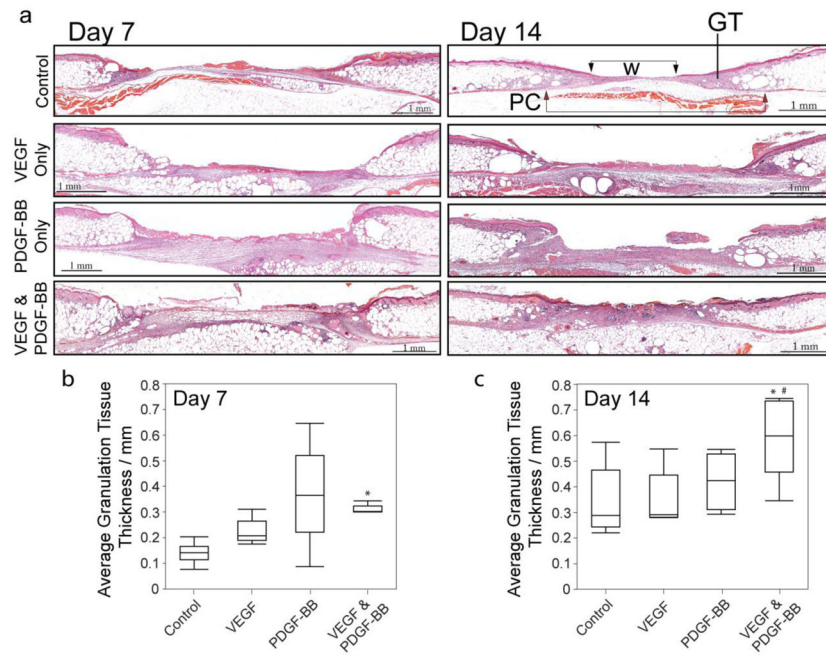 a
Day 7
Day 14
GT
Control
W
PC
1 mm
1 mm
VEGF
Only
1 mm
1 mm
PDGF-BB
Only
1 mm
1 mm
VEGF &
PDGF-BB
1 mm
1 mm
b
Day 7
Average Granulation Tissue
Thickness / mm
0.8
0.7
0.6
0.5
0.4
0.3
0.2
0.1
0
*
Control
VEGF
PDGF-BB
VEGF &
PDGF-BB
c
Day 14
Average Granulation Tissue
Thickness / mm
0.8
0.7
0.6
0.5
0.4
0.3
0.2
0.1
0
* #
Control
VEGF
PDGF-BB
VEGF &
PDGF-BB